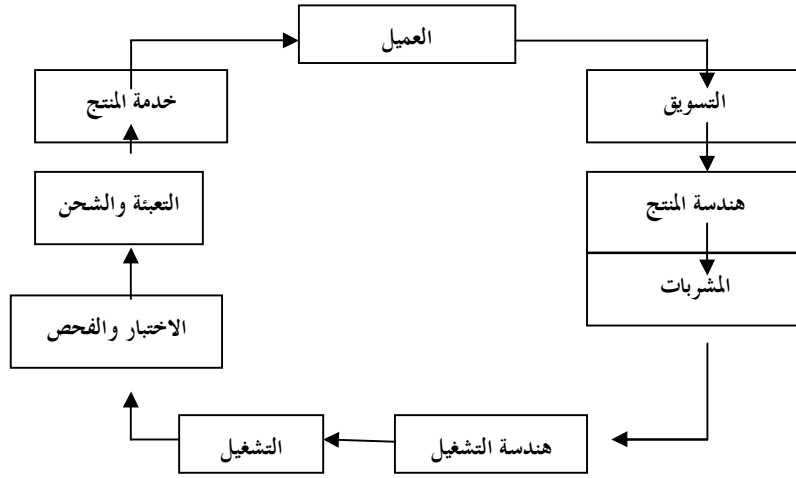 العميل
التسويق
هندسة المنتج
المشربات
هندسة التشغيل
التشغيل
الاختبار والفحص
التعبئة والشحن
خدمة المنتج